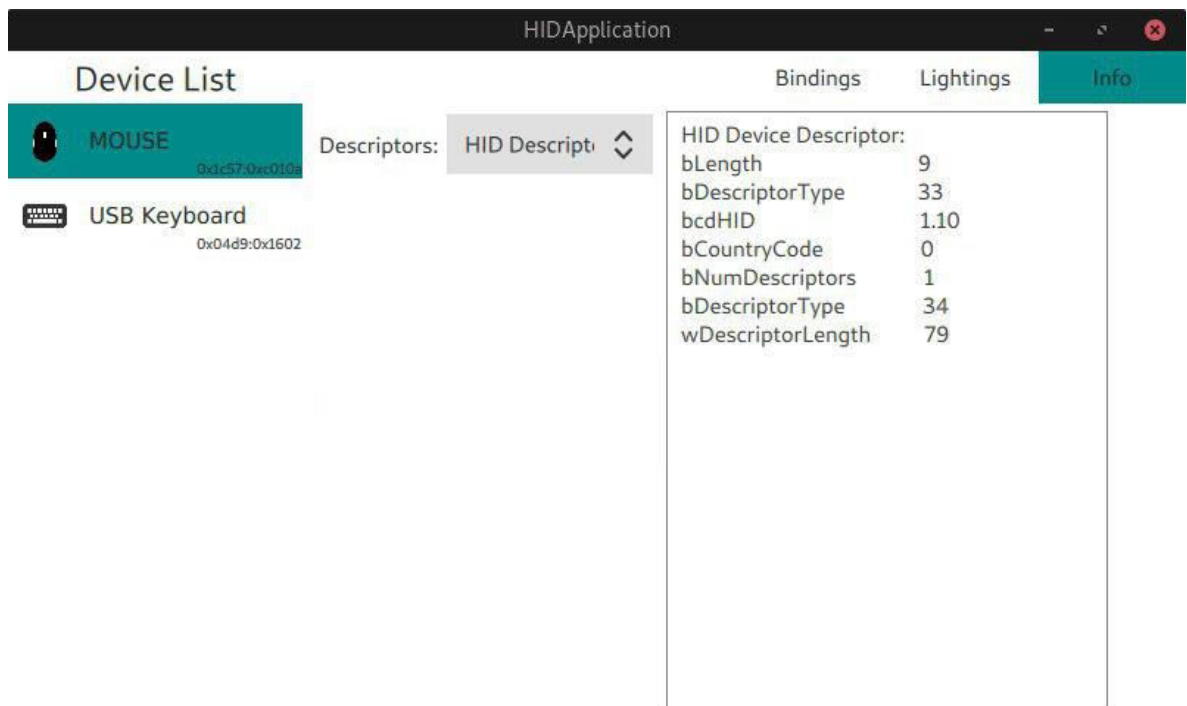 HIDApplication
Device List
Bindings Lightings Info
MOUSE
0x1c57:0xc010a
USB Keyboard
0x04d9:0x1602
Descriptors: HID Descript
HID Device Descriptor:
bLength 9
bDescriptorType 33
bcdHID 1.10
bCountryCode 0
bNumDescriptors 1
bDescriptorType 34
wDescriptorLength 79